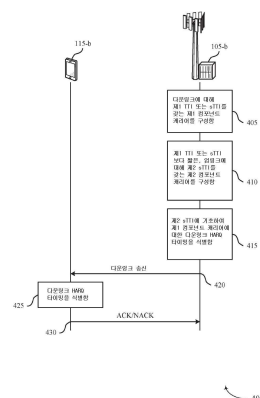 115-b
105-b
다운링크에 대해
제1 TTI 또는 sTTI를
갖는 제1 컴포넌트
캐리어를 구성함
405
제1 TTI 또는 sTTI
보다 짧은, 업링크에
대해 제2 sTTI를
갖는 제2 컴포넌트
캐리어를 구성함
410
제2 sTTI에 기초하여
제1 컴포넌트 캐리어에
대한 다운링크 HARQ
타이밍을 식별함
415
다운링크 송신
420
다운링크 HARQ
타이밍을 식별함
425
ACK/NACK
430